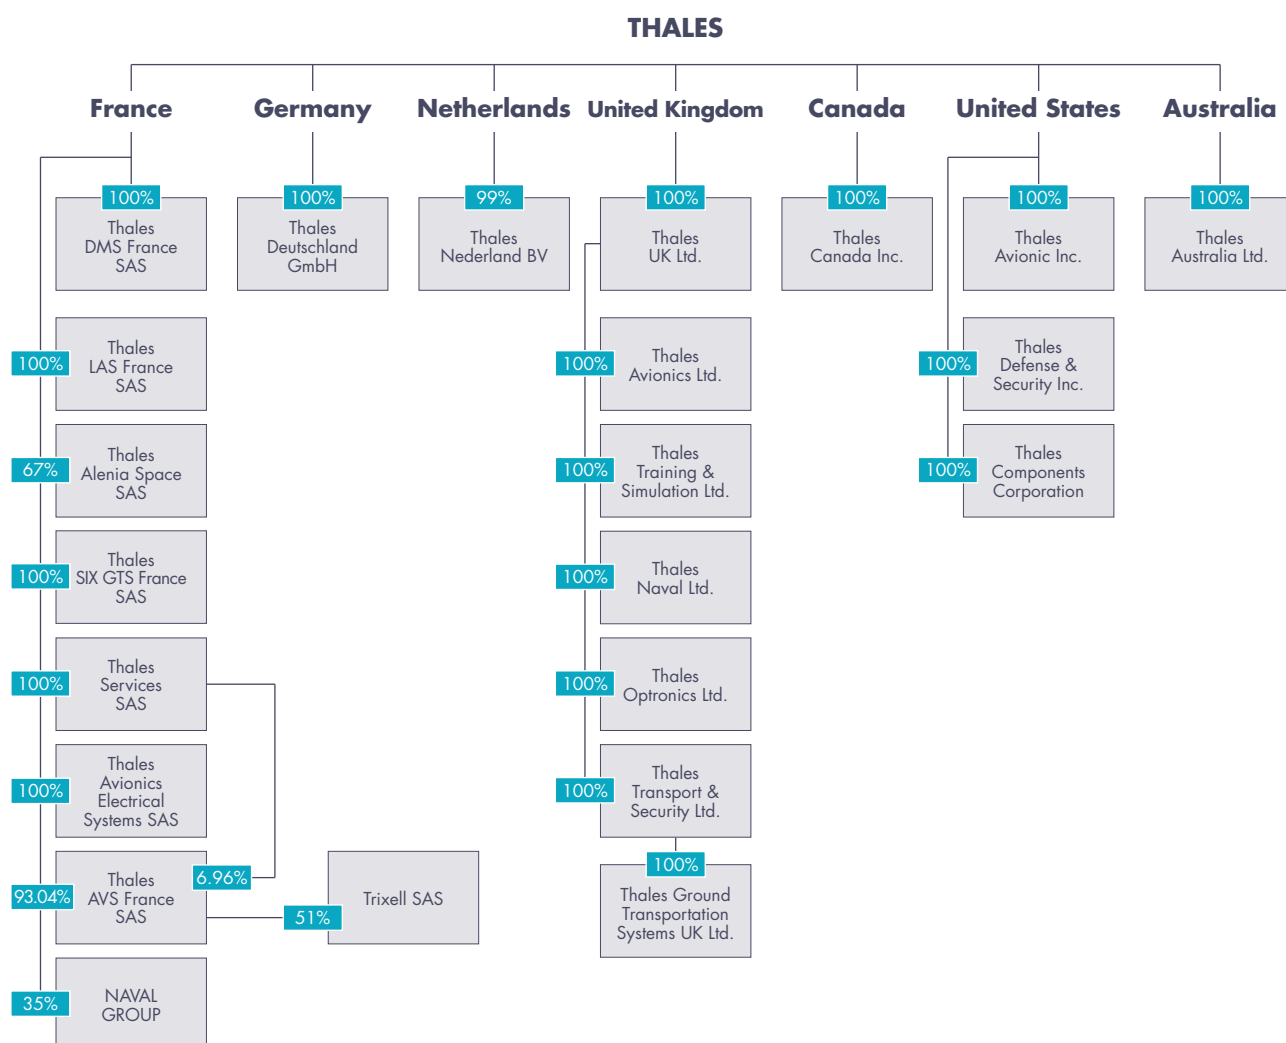 THALES
France
Germany
Netherlands
United Kingdom
Canada
United States
Australia
100%
Thales
DMS France
SAS
100%
Thales
Deutschland
GmbH
99%
Thales
Nederland BV
100%
Thales
UK Ltd.
100%
Thales
Canada Inc.
100%
Thales
Avionic Inc.
100%
Thales
Australia Ltd.
100%
Thales
LAS France
SAS
100%
Thales
Avionics Ltd.
100%
Thales
Defense &
Security Inc.
67%
Thales
Alenia Space
SAS
100%
Thales
Training &
Simulation Ltd.
100%
Thales
Components
Corporation
100%
Thales
SIX GTS France
SAS
100%
Thales
Naval Ltd.
100%
Thales
Services
SAS
100%
Thales
Optronics Ltd.
100%
Thales
Avionics
Electrical
Systems SAS
100%
Thales
Transport &
Security Ltd.
93.04%
Thales
AVS France
SAS
6.96%
51%
Trixell SAS
100%
Thales Ground
Transportation
Systems UK Ltd.
35%
NAVAL
GROUP